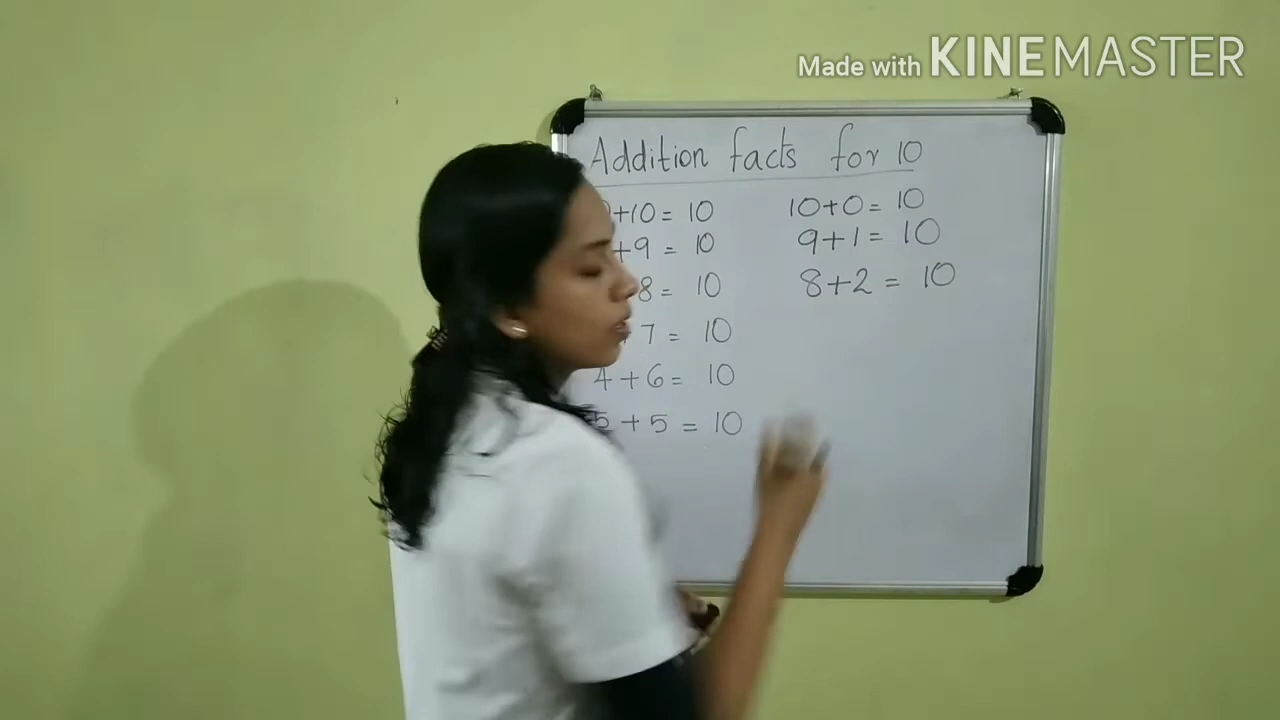 Made with KINEMASTER
Addition facts for 10
+10 = 10
+9 = 10
8 = 10
7 = 10
4+6 = 10
5+5 = 10
10+0 = 10
9+1 = 10
8+2 = 10